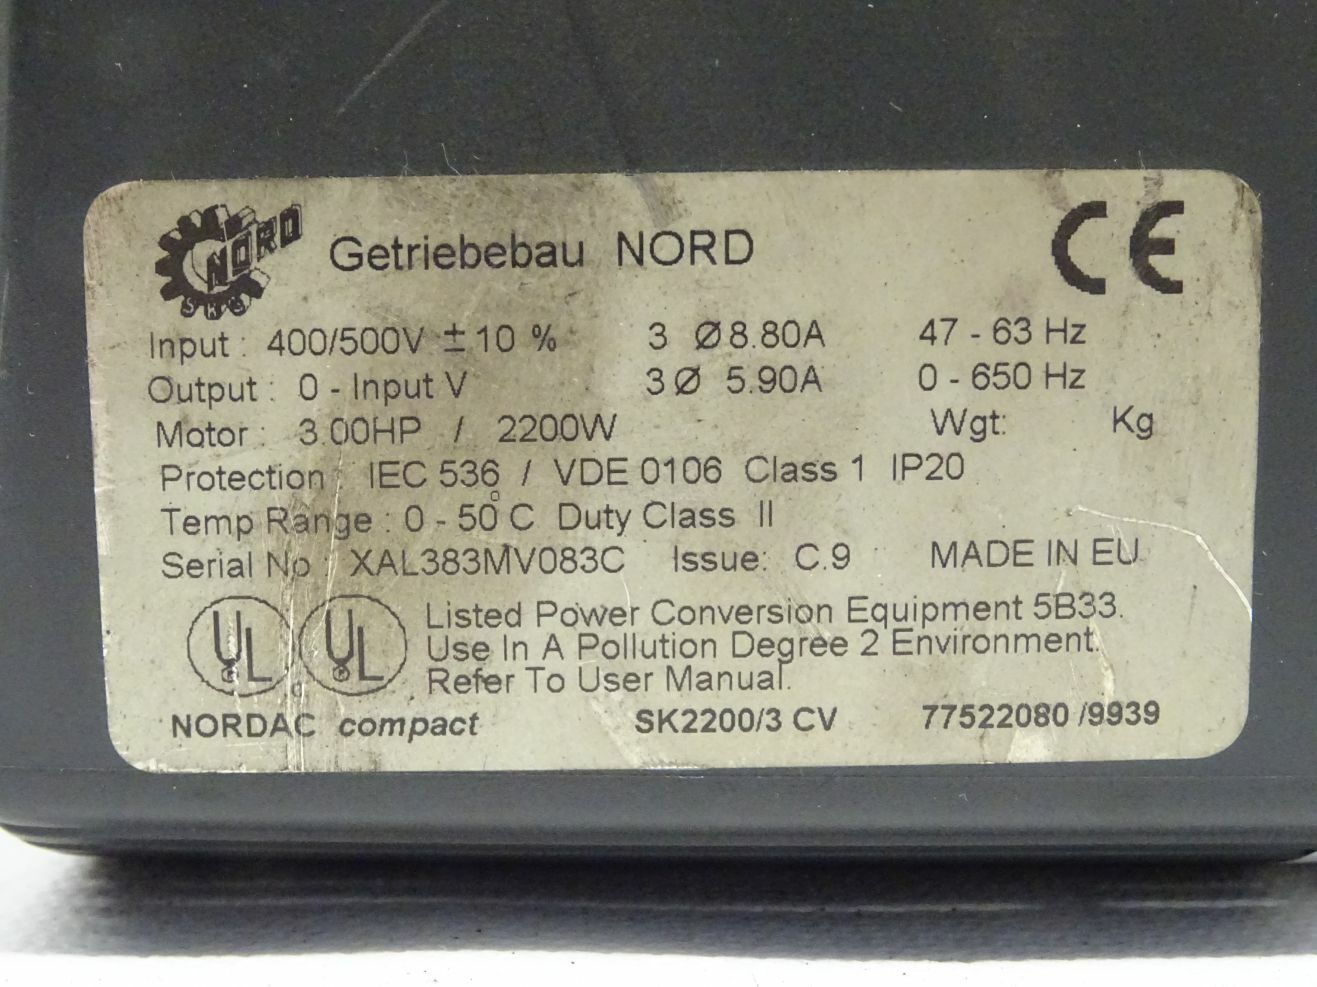 NORD
SKS
Getriebebau NORD
CE
Input : 400/500V ±10 % 3 Ø8.80A 47 - 63 Hz
Output : 0 - Input V 3Ø 5.90A 0 - 650 Hz
Motor : 3.00HP / 2200W Wgt: Kg
Protection : IEC 536 / VDE 0106 Class 1 IP20
Temp Range : 0 - 50°C Duty Class II
Serial No : XAL383MV083C Issue: C.9 MADE IN EU
UL UL
Listed Power Conversion Equipment 5B33.
Use In A Pollution Degree 2 Environment.
Refer To User Manual.
NORDAC compact SK2200/3 CV 77522080 /9939